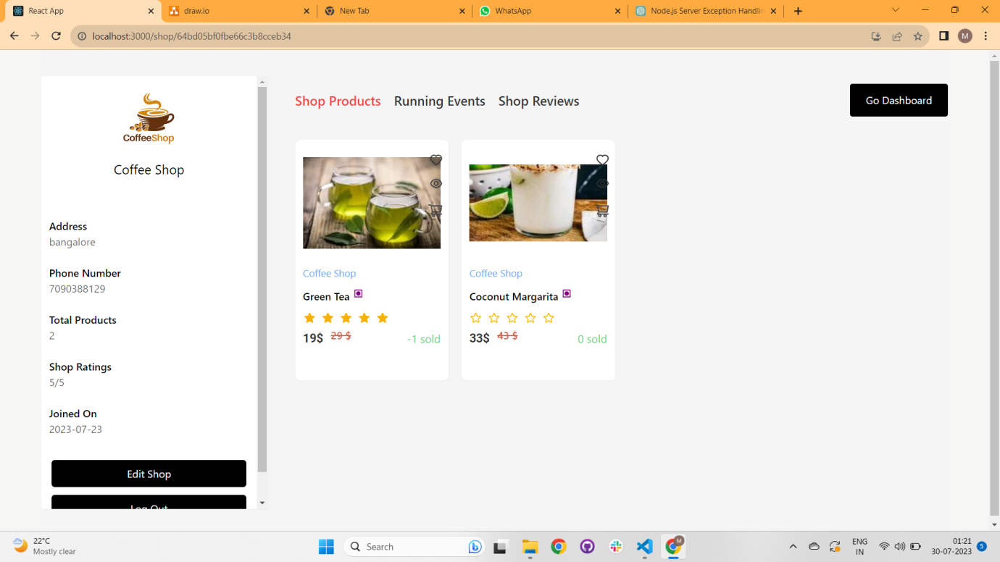 React App
draw.io
New Tab
WhatsApp
Node.js Server Exception Handlin
localhost:3000/shop/64bd05bf0fbe66c3b8cceb34
M
CoffeeShop
Coffee Shop
Address
bangalore
Phone Number
7090388129
Total Products
2
Shop Ratings
5/5
Joined On
2023-07-23
Edit Shop
Log Out
Shop Products Running Events Shop Reviews
Go Dashboard
Coffee Shop
Green Tea
19$ 29 $ -1 sold
Coffee Shop
Coconut Margarita
33$ 43 $ 0 sold
22°C
Mostly clear
Search
M
ENG
IN
01:21
30-07-2023
5